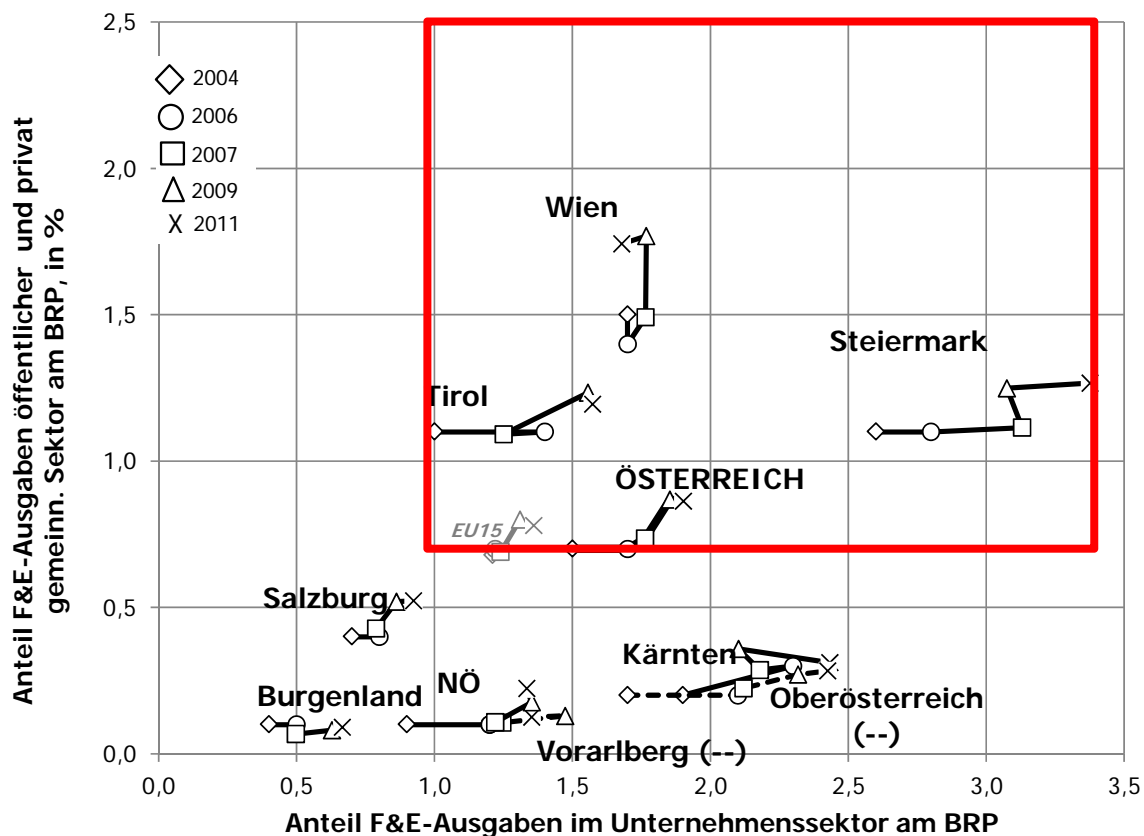 Anteil F&E-Ausgaben öffentlicher und privat
gemeinn. Sektor am BRP, in %
2,5
2,0
1,5
1,0
0,5
0,0
2004
2006
2007
2009
2011
Wien
Steiermark
Tirol
ÖSTERREICH
EU15
Salzburg
Kärnten
NÖ
Burgenland
Oberösterreich
(--)
Vorarlberg (--)
0,0 0,5 1,0 1,5 2,0 2,5 3,0 3,5
Anteil F&E-Ausgaben im Unternehmenssektor am BRP